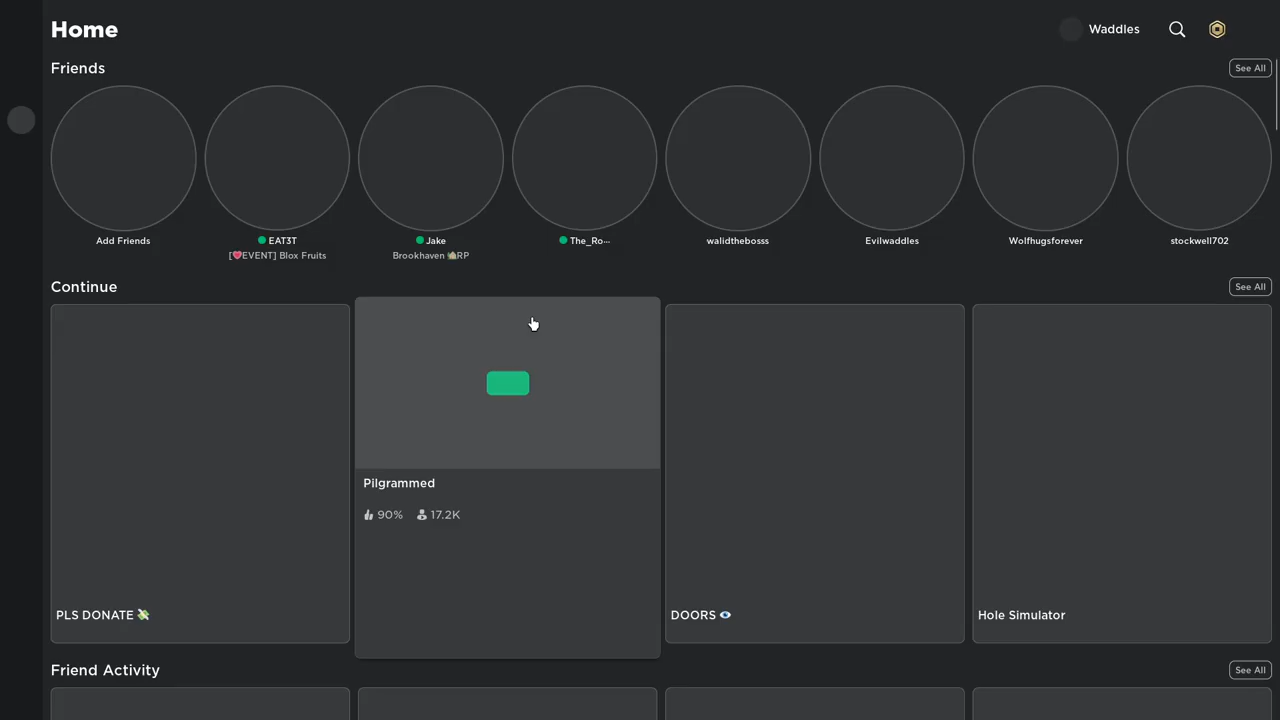 Home
Waddles
Friends
See All
Add Friends
EAT3T
[💗EVENT] Blox Fruits
Jake
Brookhaven 🏡RP
The_Ro...
walidthebosss
Evilwaddles
Wolfhugsforever
stockwell702
Continue
See All
PLS DONATE 💸
Pilgrammed
90% 17.2K
DOORS 👁️
Hole Simulator
Friend Activity
See All